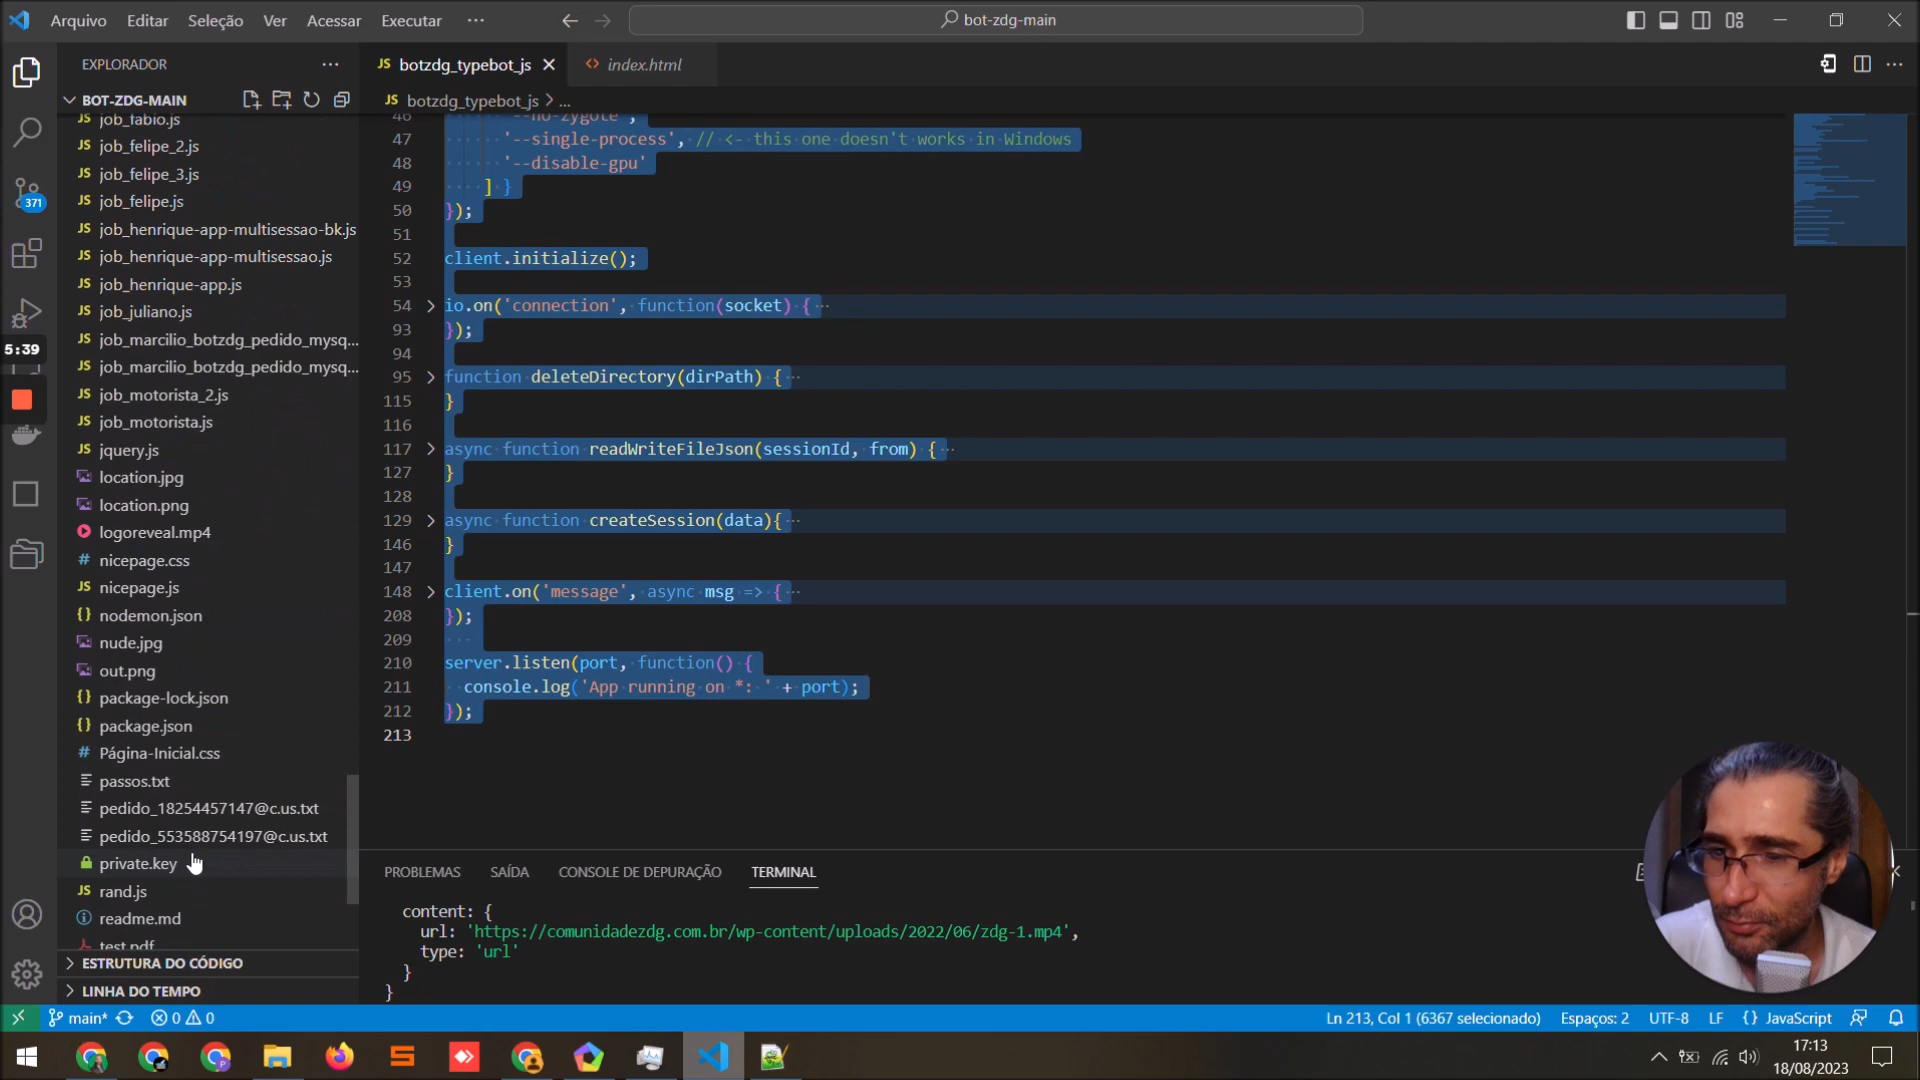 Arquivo Editar Seleção Ver Acessar Executar ··· bot-zdg-main
EXPLORADOR ···
BOT-ZDG-MAIN
job_fabio.js
job_felipe_2.js
job_felipe_3.js
job_felipe.js
job_henrique-app-multisessao-bk.js
job_henrique-app-multisessao.js
job_henrique-app.js
job_juliano.js
job_marcilio_botzdg_pedido_mysq...
job_marcilio_botzdg_pedido_mysq...
job_motorista_2.js
job_motorista.js
jquery.js
location.jpg
location.png
logoreveal.mp4
nicepage.css
nicepage.js
nodemon.json
nude.jpg
out.png
package-lock.json
package.json
Página-Inicial.css
passos.txt
pedido_18254457147@c.us.txt
pedido_553588754197@c.us.txt
private.key
rand.js
readme.md
test.pdf
ESTRUTURA DO CÓDIGO
LINHA DO TEMPO
371
5:39
JS botzdg_typebot_js <> index.html
JS botzdg_typebot_js > ...
46 '--no-zygote',
47 '--single-process', // <- this one doesn't works in Windows
48 '--disable-gpu'
49 ] }
50 });
51
52 client.initialize();
53
54 io.on('connection', function(socket) {
93 });
94
95 function deleteDirectory(dirPath) {
115 }
116
117 async function readWriteFileJson(sessionId, from) {
127 }
128
129 async function createSession(data){
146 }
147
148 client.on('message', async msg => {
208 });
209
210 server.listen(port, function() {
211 console.log('App running on *: ' + port);
212 });
213
PROBLEMAS SAÍDA CONSOLE DE DEPURAÇÃO TERMINAL
content: {
url: 'https://comunidadezdg.com.br/wp-content/uploads/2022/06/zdg-1.mp4',
type: 'url'
}
}
main* 0 0 Ln 213, Col 1 (6367 selecionado) Espaços: 2 UTF-8 LF {} JavaScript
17:13
18/08/2023